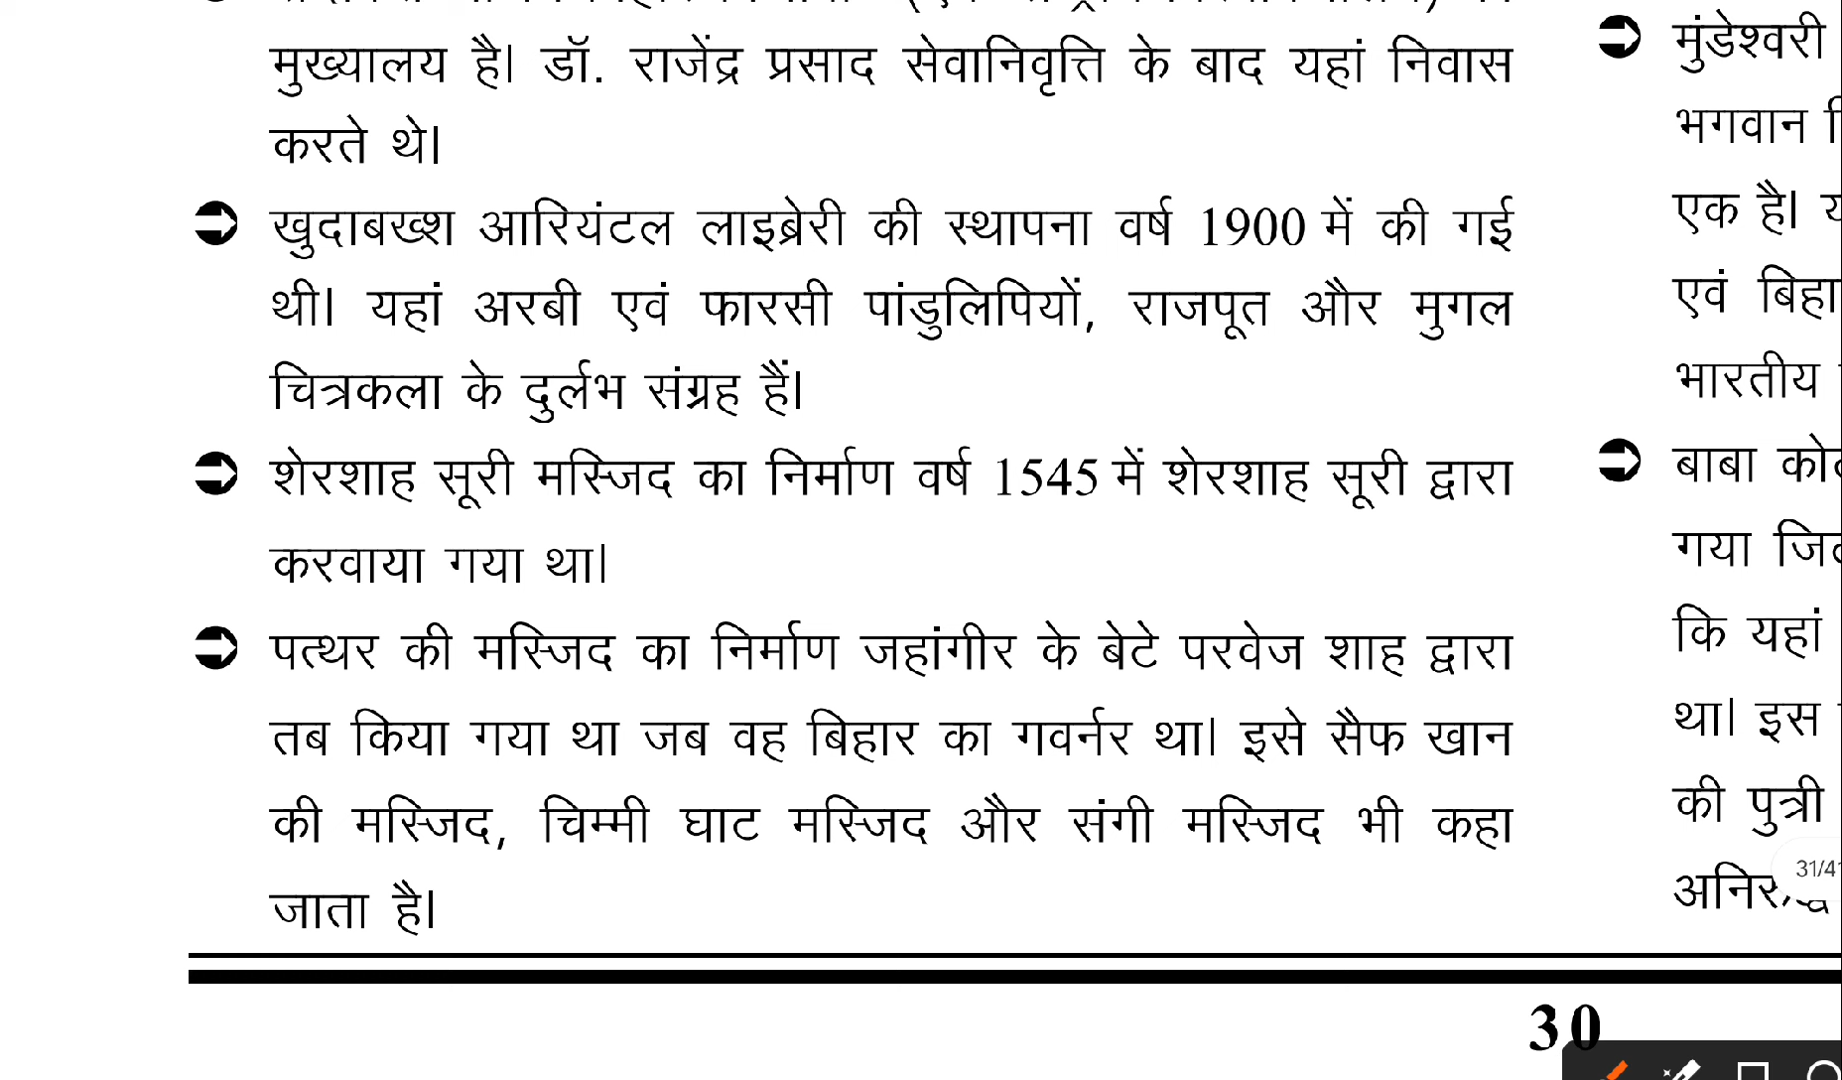 मुख्यालय है। डॉ. राजेंद्र प्रसाद सेवानिवृत्ति के बाद यहां निवास
करते थे।
खुदाबख्श आरियंटल लाइब्रेरी की स्थापना वर्ष 1900 में की गई
थी। यहां अरबी एवं फारसी पांडुलिपियों, राजपूत और मुगल
चित्रकला के दुर्लभ संग्रह हैं।
शेरशाह सूरी मस्जिद का निर्माण वर्ष 1545 में शेरशाह सूरी द्वारा
करवाया गया था।
पत्थर की मस्जिद का निर्माण जहांगीर के बेटे परवेज शाह द्वारा
तब किया गया था जब वह बिहार का गवर्नर था। इसे सैफ खान
की मस्जिद, चिम्मी घाट मस्जिद और संगी मस्जिद भी कहा
जाता है।
मुंडेश्वरी
भगवान
एक है।
एवं
भारतीय
बाबा
गया
कि यहां
था। इस
की पुत्री
30